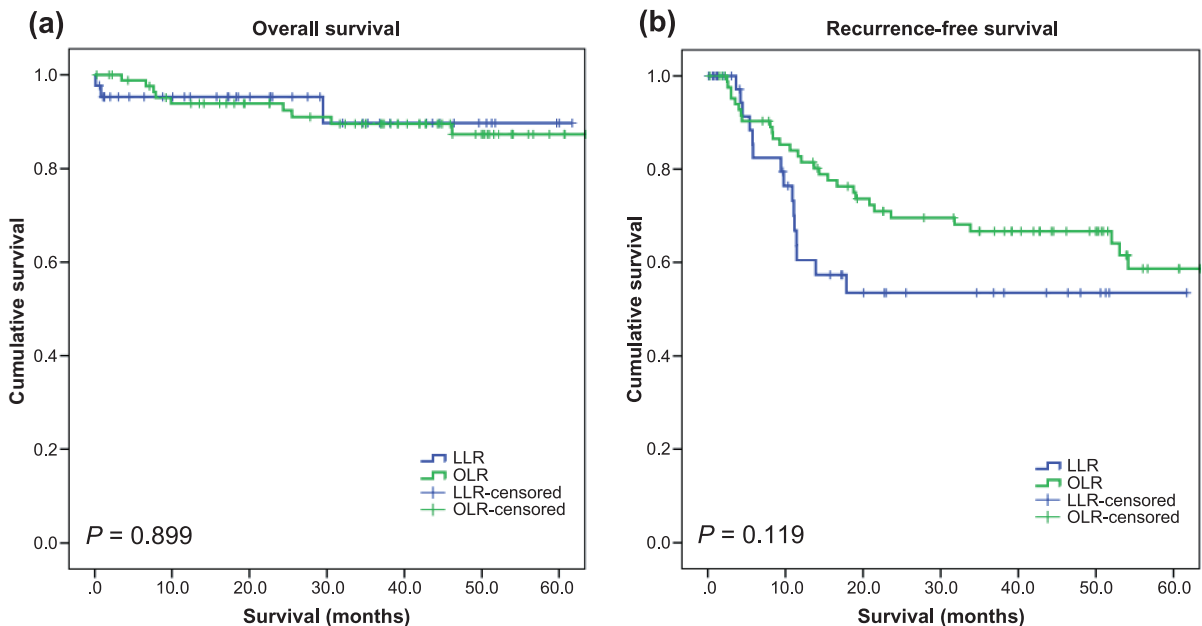 (a)
Overall survival
Cumulative survival
1.0
0.8
0.6
0.4
0.2
0.0
LLR
OLR
LLR-censored
OLR-censored
P = 0.899
.0 10.0 20.0 30.0 40.0 50.0 60.0
Survival (months)
(b)
Recurrence-free survival
Cumulative survival
1.0
0.8
0.6
0.4
0.2
0.0
LLR
OLR
LLR-censored
OLR-censored
P = 0.119
.0 10.0 20.0 30.0 40.0 50.0 60.0
Survival (months)